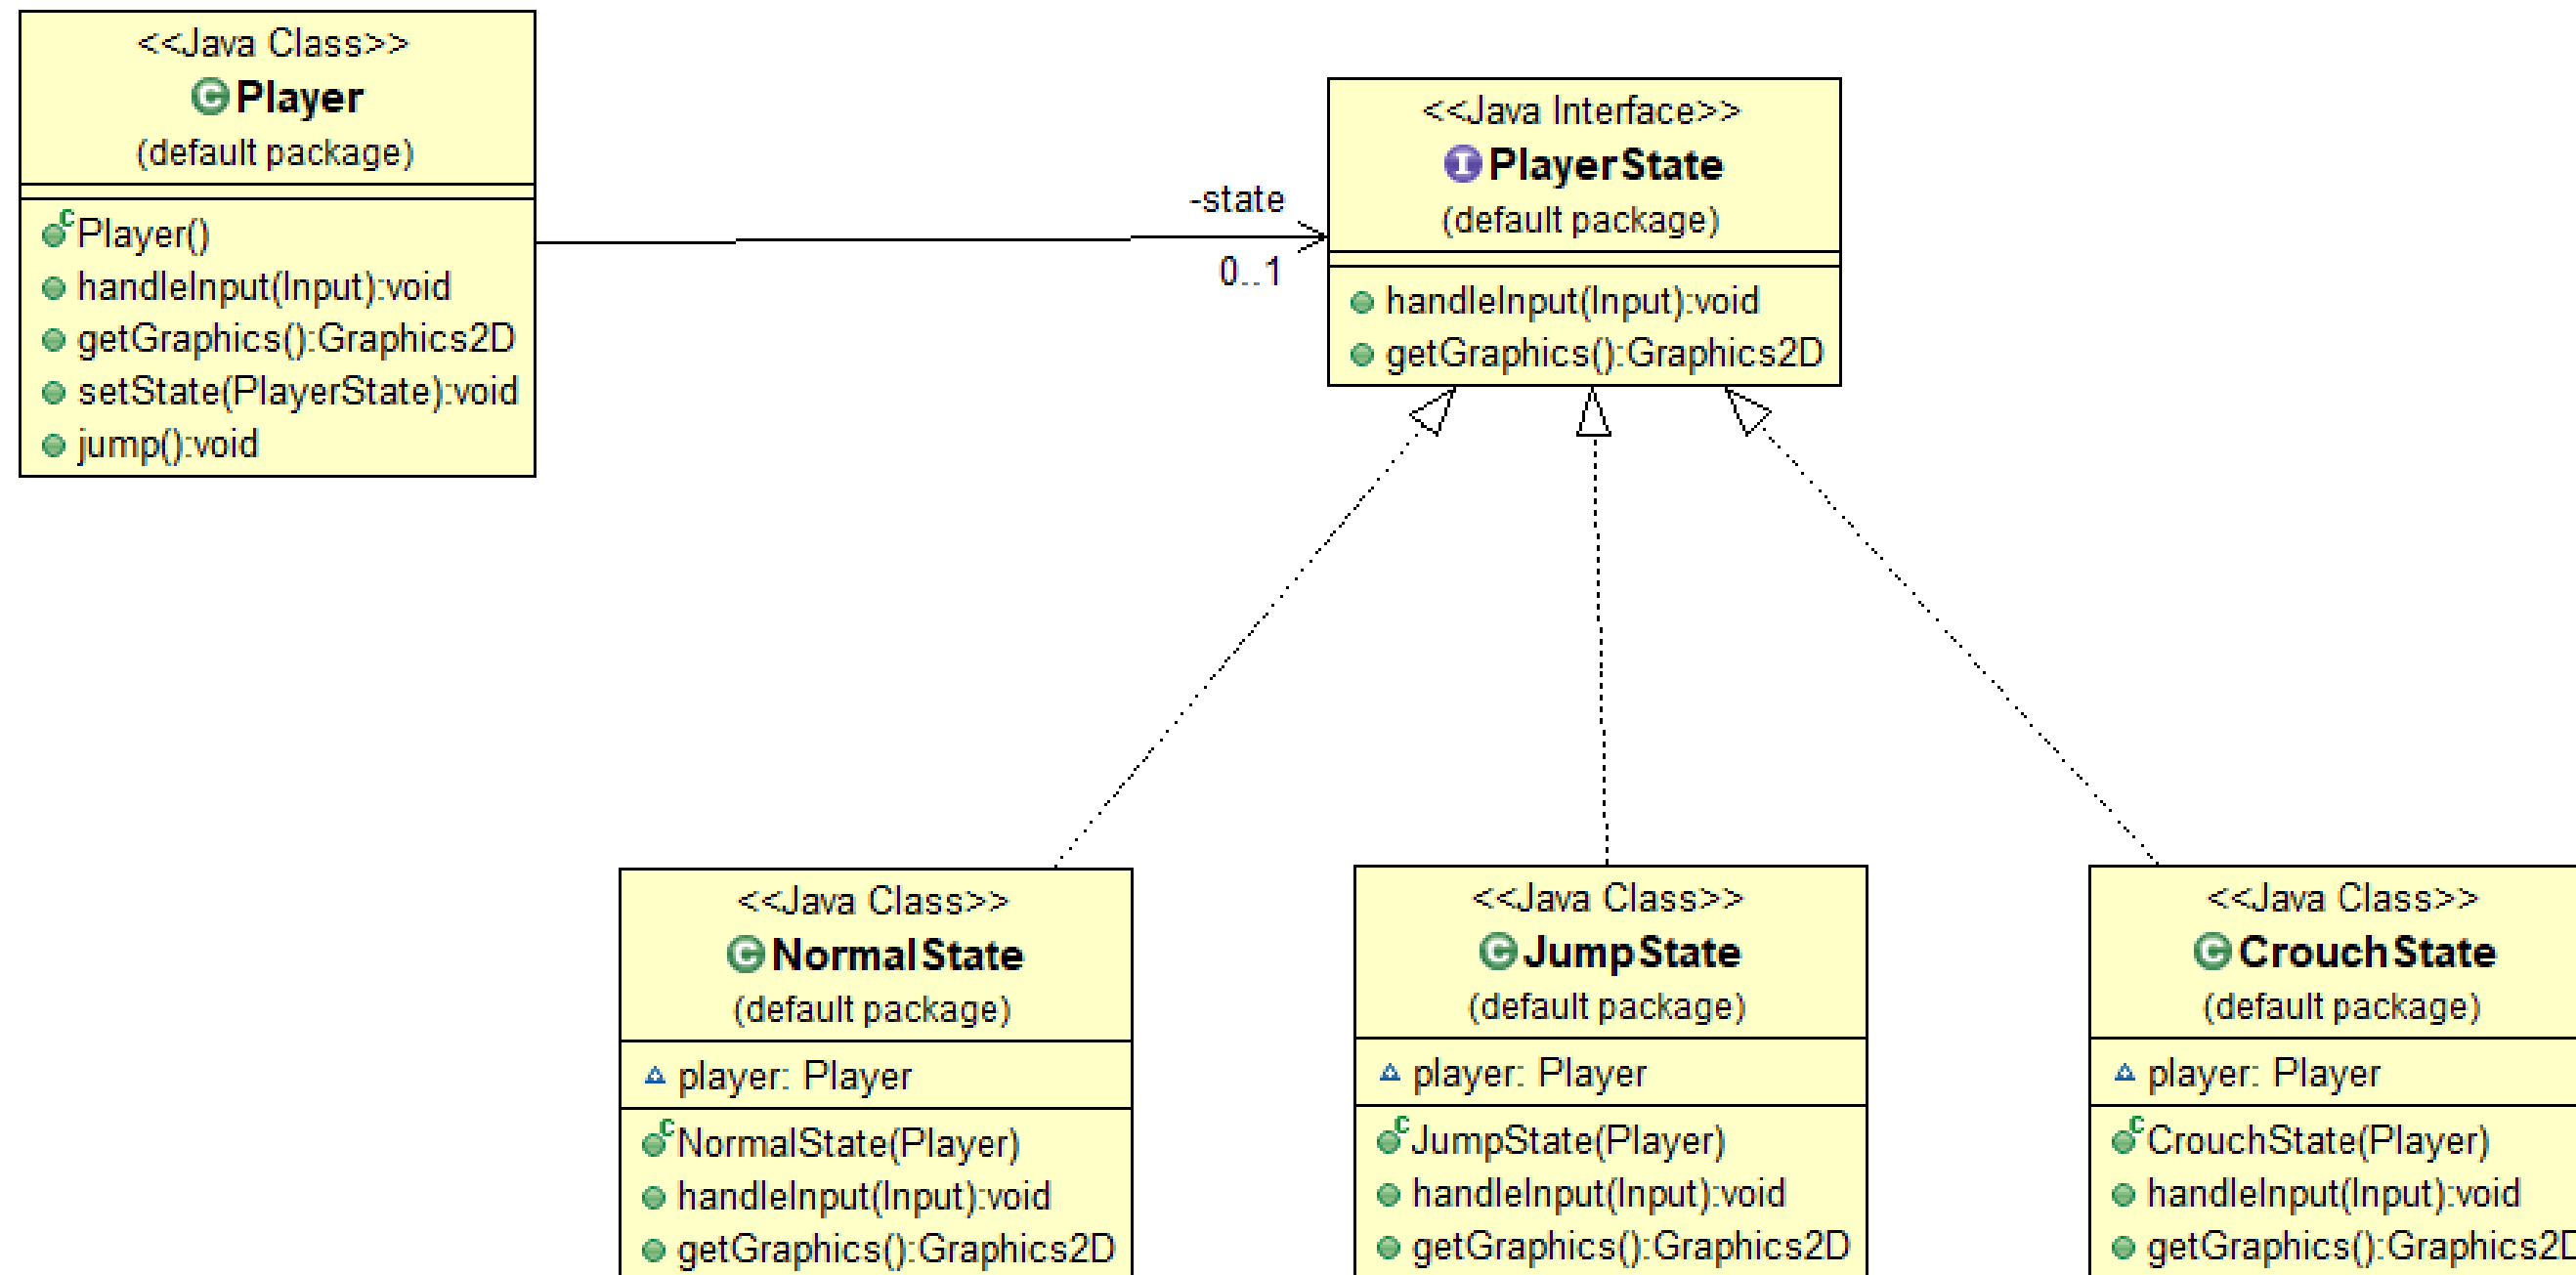 <<Java Class>>
Player
(default package)
Player()
handleInput(Input):void
getGraphics():Graphics2D
setState(PlayerState):void
jump():void
-state
0..1
<<Java Interface>>
PlayerState
(default package)
handleInput(Input):void
getGraphics():Graphics2D
<<Java Class>>
NormalState
(default package)
player: Player
NormalState(Player)
handleInput(Input):void
getGraphics():Graphics2D
<<Java Class>>
JumpState
(default package)
player: Player
JumpState(Player)
handleInput(Input):void
getGraphics():Graphics2D
<<Java Class>>
CrouchState
(default package)
player: Player
CrouchState(Player)
handleInput(Input):void
getGraphics():Graphics2D